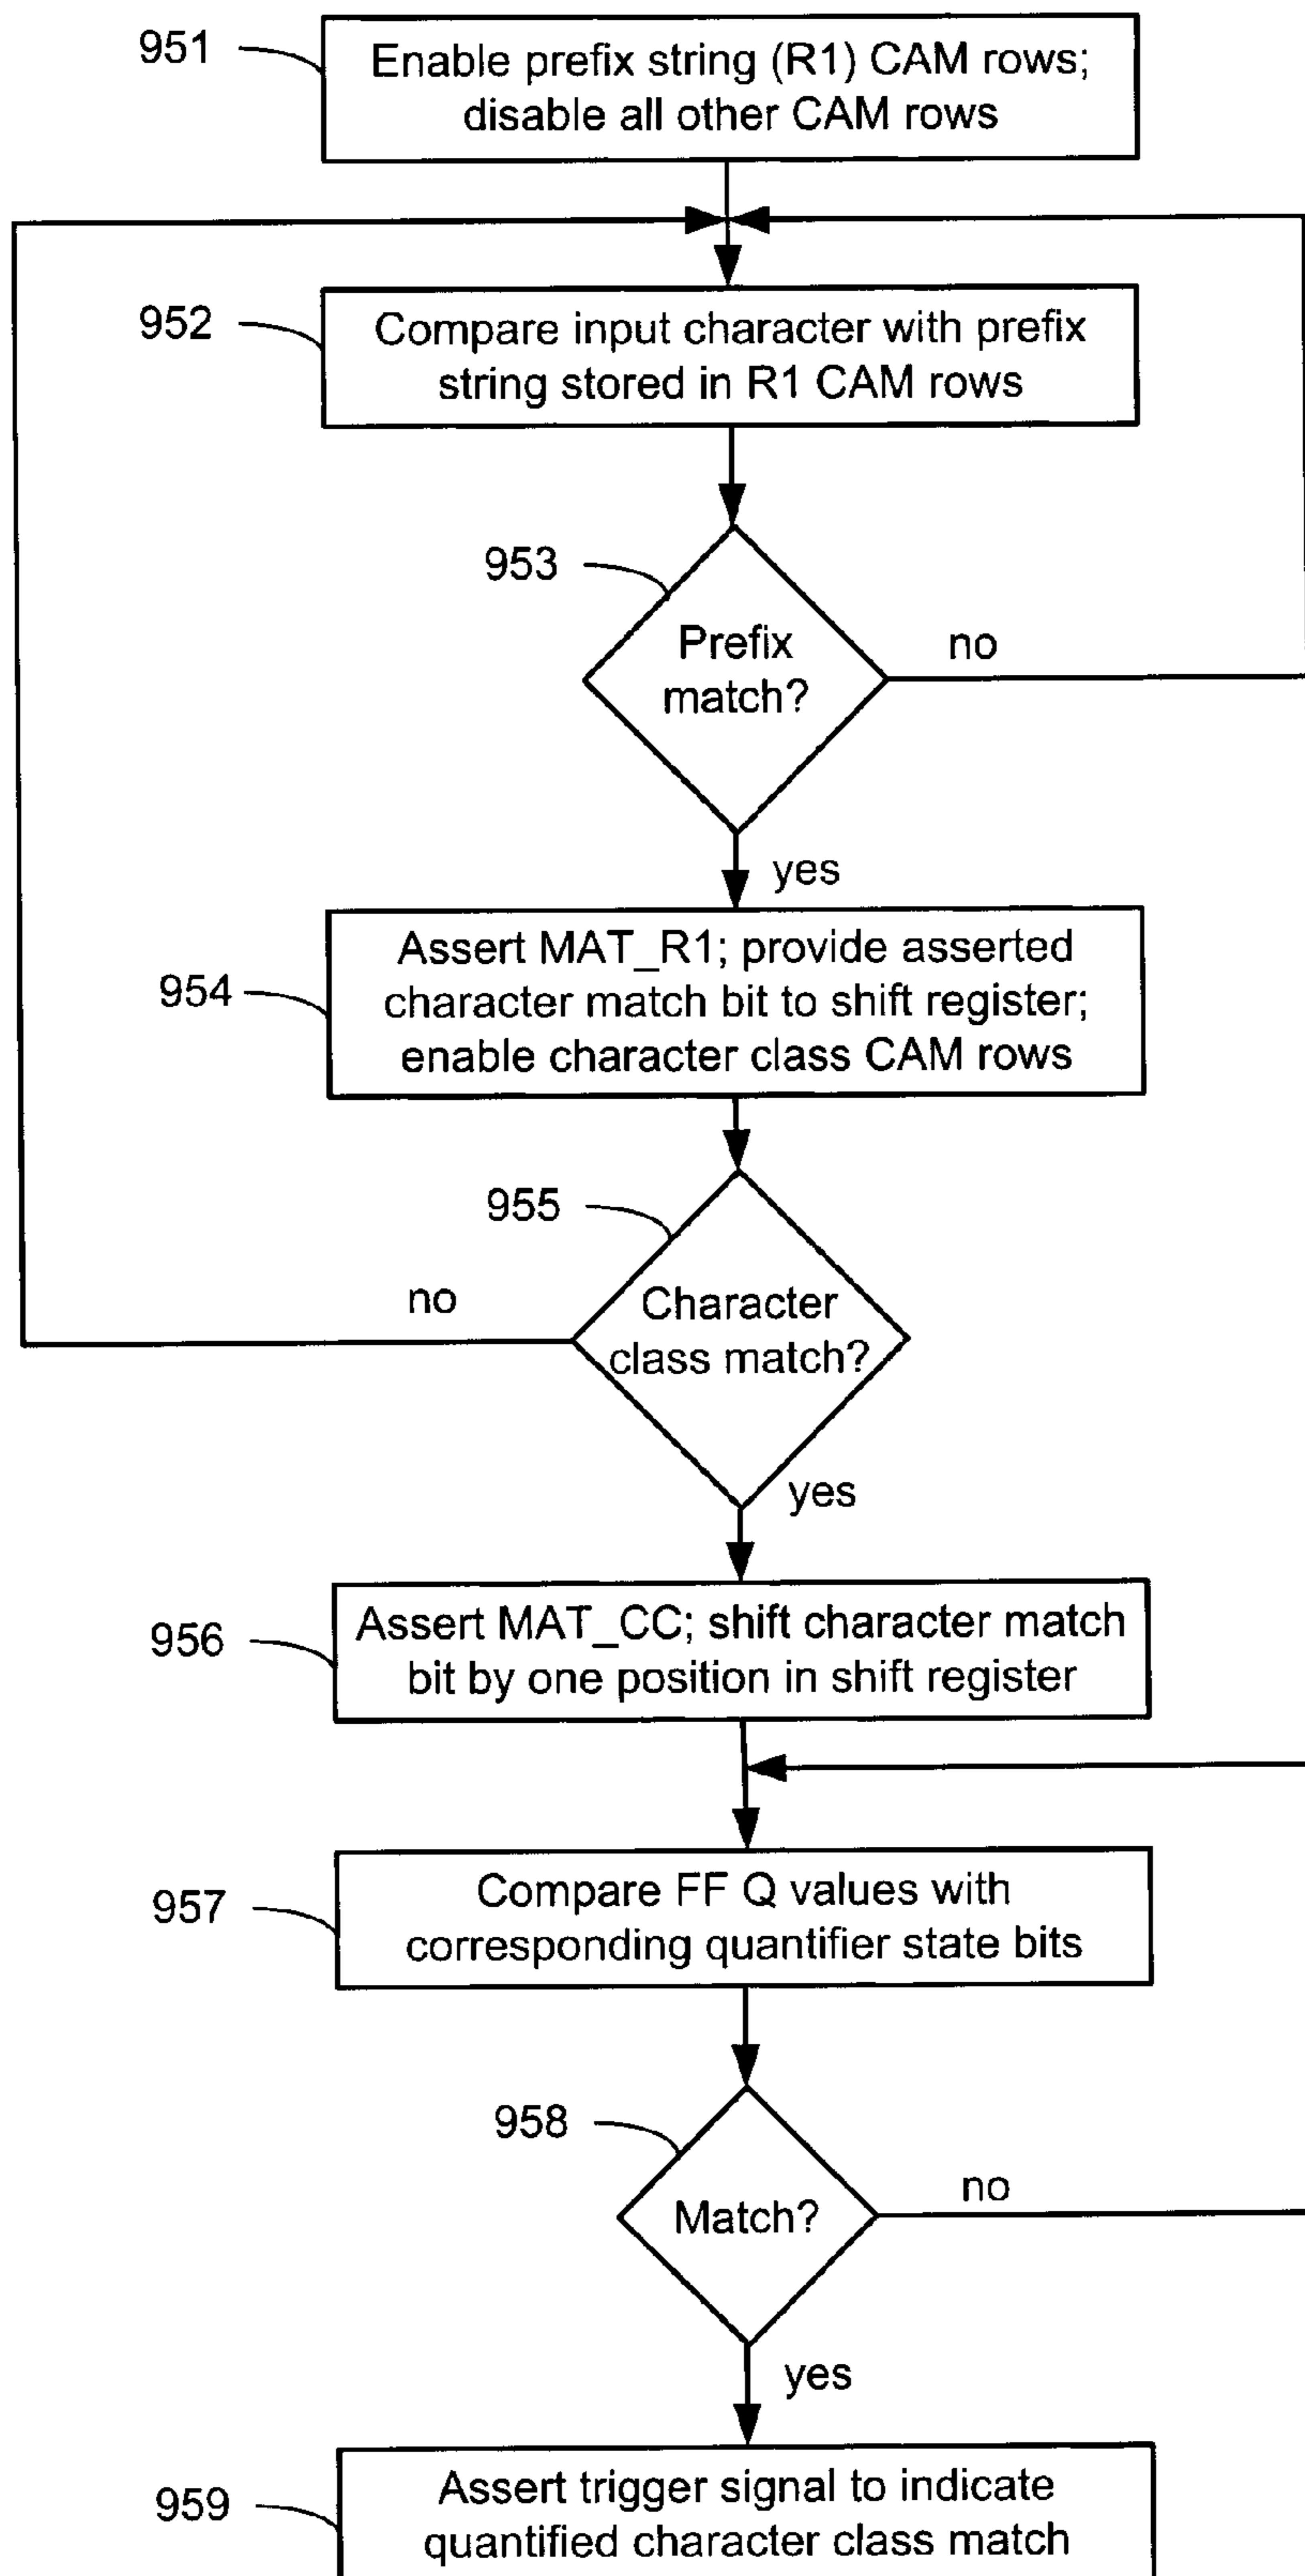 951
Enable prefix string (R1) CAM rows;
disable all other CAM rows
952
Compare input character with prefix
string stored in R1 CAM rows
953
Prefix
match?
no
yes
954
Assert MAT_R1; provide asserted
character match bit to shift register;
enable character class CAM rows
955
no
Character
class match?
yes
956
Assert MAT_CC; shift character match
bit by one position in shift register
957
Compare FF Q values with
corresponding quantifier state bits
958
Match?
no
yes
959
Assert trigger signal to indicate
quantified character class match